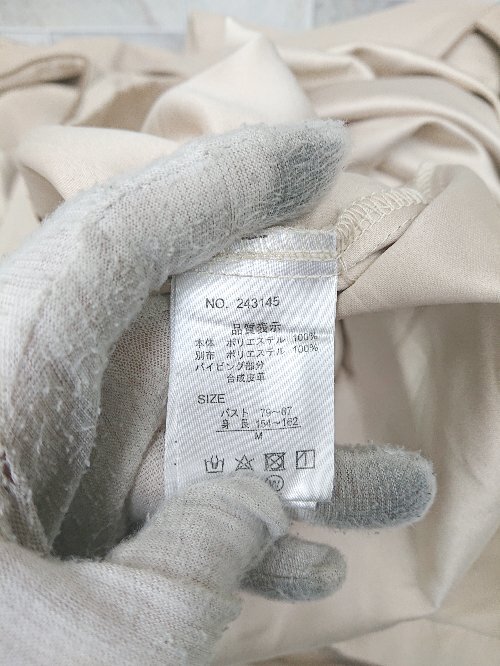 NO. 243145
品質表示
本体 ポリエステル 100%
別布 ポリエステル 100%
パイピング部分
合成皮革
SIZE
バスト 79~87
身長 154~162
M
W